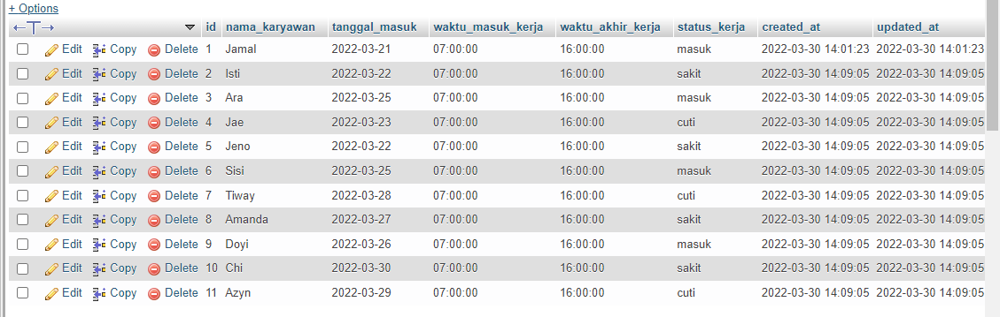 + Options
id nama_karyawan tanggal_masuk waktu_masuk_kerja waktu_akhir_kerja status_kerja created_at updated_at
Edit Copy Delete 1 Jamal 2022-03-21 07:00:00 16:00:00 masuk 2022-03-30 14:01:23 2022-03-30 14:01:23
Edit Copy Delete 2 Isti 2022-03-22 07:00:00 16:00:00 sakit 2022-03-30 14:09:05 2022-03-30 14:09:05
Edit Copy Delete 3 Ara 2022-03-25 07:00:00 16:00:00 masuk 2022-03-30 14:09:05 2022-03-30 14:09:05
Edit Copy Delete 4 Jae 2022-03-23 07:00:00 16:00:00 cuti 2022-03-30 14:09:05 2022-03-30 14:09:05
Edit Copy Delete 5 Jeno 2022-03-22 07:00:00 16:00:00 sakit 2022-03-30 14:09:05 2022-03-30 14:09:05
Edit Copy Delete 6 Sisi 2022-03-25 07:00:00 16:00:00 masuk 2022-03-30 14:09:05 2022-03-30 14:09:05
Edit Copy Delete 7 Tiway 2022-03-28 07:00:00 16:00:00 cuti 2022-03-30 14:09:05 2022-03-30 14:09:05
Edit Copy Delete 8 Amanda 2022-03-27 07:00:00 16:00:00 sakit 2022-03-30 14:09:05 2022-03-30 14:09:05
Edit Copy Delete 9 Doyi 2022-03-26 07:00:00 16:00:00 masuk 2022-03-30 14:09:05 2022-03-30 14:09:05
Edit Copy Delete 10 Chi 2022-03-30 07:00:00 16:00:00 sakit 2022-03-30 14:09:05 2022-03-30 14:09:05
Edit Copy Delete 11 Azyn 2022-03-29 07:00:00 16:00:00 cuti 2022-03-30 14:09:05 2022-03-30 14:09:05